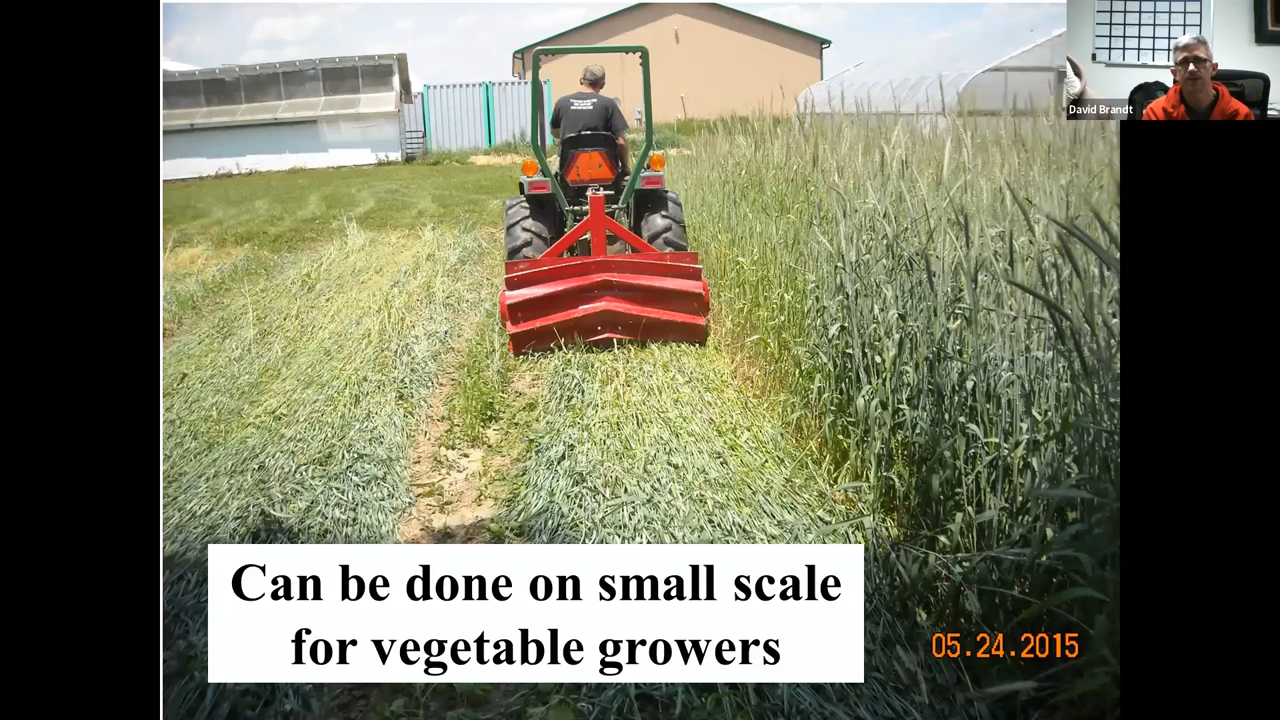 David Brandt
Can be done on small scale
for vegetable growers
05.24.2015